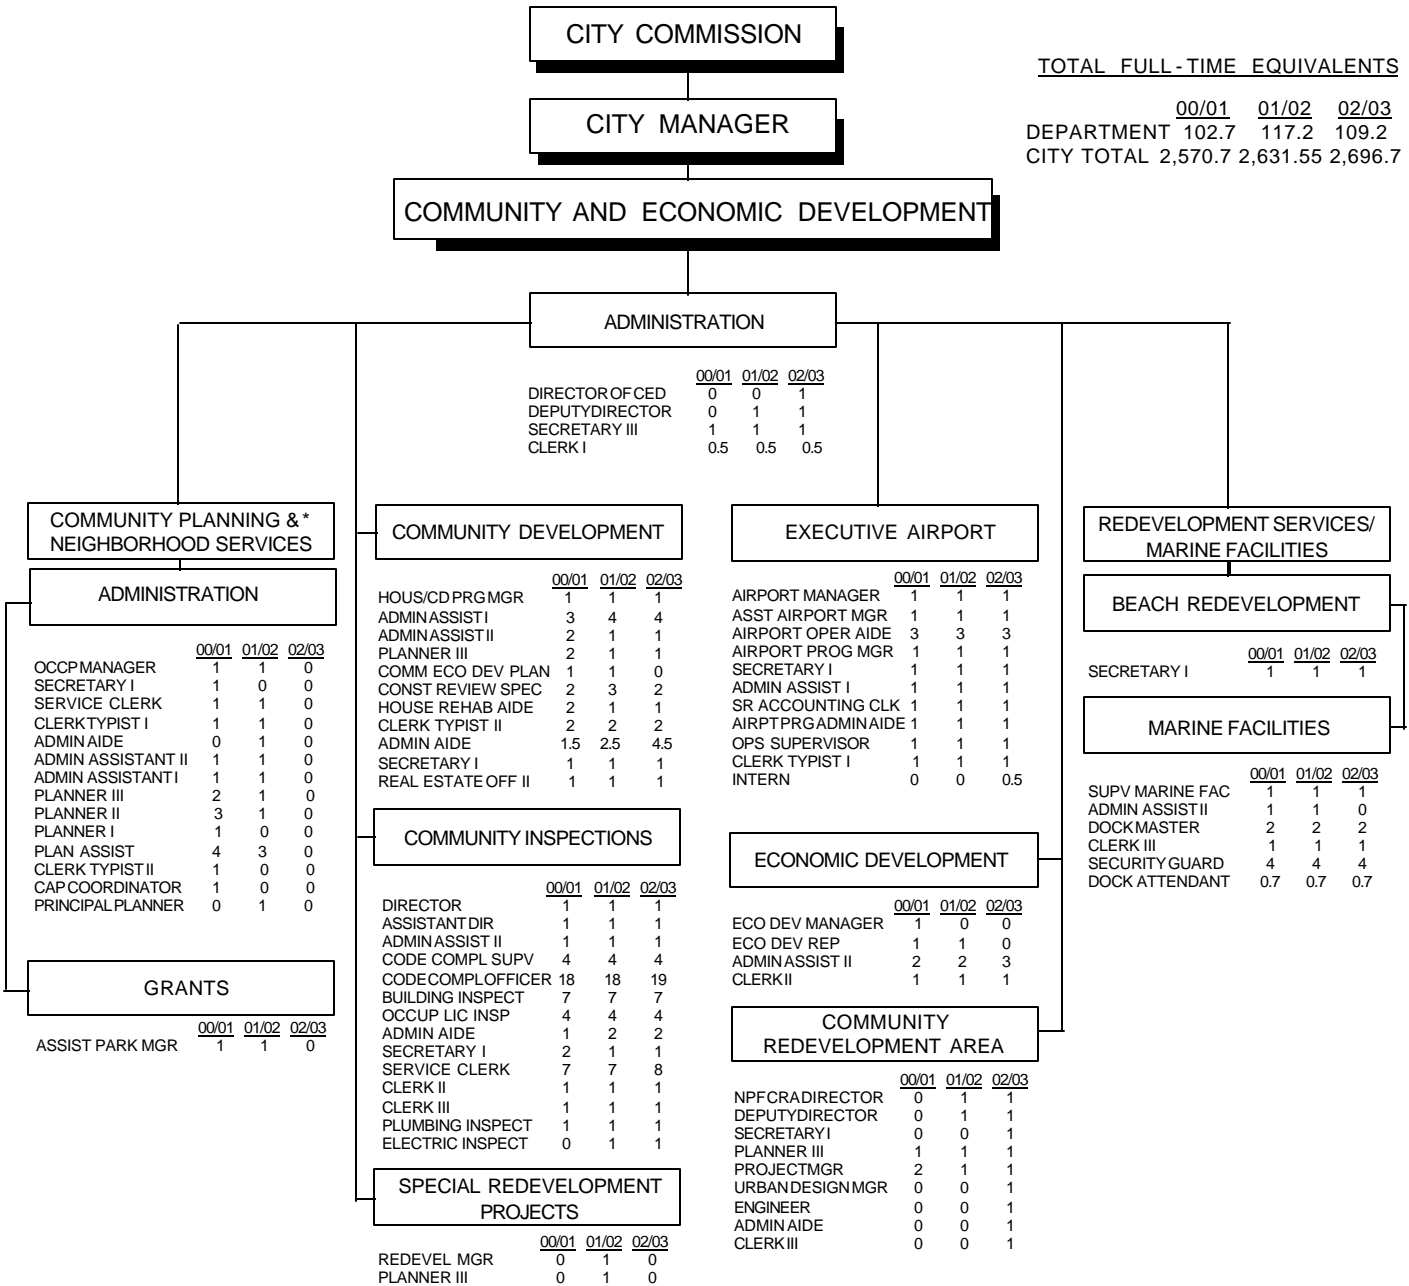 CITY COMMISSION
TOTAL FULL-TIME EQUIVALENTS
00/01 01/02 02/03
DEPARTMENT 102.7 117.2 109.2
CITY TOTAL 2,570.7 2,631.55 2,696.7
CITY MANAGER
COMMUNITY AND ECONOMIC DEVELOPMENT
ADMINISTRATION
00/01 01/02 02/03
DIRECTOR OF CED 0 0 1
DEPUTY DIRECTOR 0 1 1
SECRETARY III 1 1 1
CLERK I 0.5 0.5 0.5
COMMUNITY PLANNING & *
NEIGHBORHOOD SERVICES
ADMINISTRATION
00/01 01/02 02/03
OCCP MANAGER 1 1 0
SECRETARY I 1 0 0
SERVICE CLERK 1 1 0
CLERK TYPIST I 1 1 0
ADMIN AIDE 0 1 0
ADMIN ASSISTANT II 1 1 0
ADMIN ASSISTANT I 1 1 0
PLANNER III 2 1 0
PLANNER II 3 1 0
PLANNER I 1 0 0
PLAN ASSIST 4 3 0
CLERK TYPIST II 1 0 0
CAP COORDINATOR 1 0 0
PRINCIPAL PLANNER 0 1 0
GRANTS
00/01 01/02 02/03
ASSIST PARK MGR 1 1 0
COMMUNITY DEVELOPMENT
00/01 01/02 02/03
HOUS/CD PRG MGR 1 1 1
ADMIN ASSIST I 3 4 4
ADMIN ASSIST II 2 1 1
PLANNER III 2 1 1
COMM ECO DEV PLAN 1 1 0
CONST REVIEW SPEC 2 3 2
HOUSE REHAB AIDE 2 1 1
CLERK TYPIST II 2 2 2
ADMIN AIDE 1.5 2.5 4.5
SECRETARY I 1 1 1
REAL ESTATE OFF II 1 1 1
COMMUNITY INSPECTIONS
00/01 01/02 02/03
DIRECTOR 1 1 1
ASSISTANT DIR 1 1 1
ADMIN ASSIST II 1 1 1
CODE COMPL SUPV 4 4 4
CODE COMPL OFFICER 18 18 19
BUILDING INSPECT 7 7 7
OCCUP LIC INSP 4 4 4
ADMIN AIDE 1 2 2
SECRETARY I 2 1 1
SERVICE CLERK 7 7 8
CLERK II 1 1 1
CLERK III 1 1 1
PLUMBING INSPECT 1 1 1
ELECTRIC INSPECT 0 1 1
SPECIAL REDEVELOPMENT
PROJECTS
00/01 01/02 02/03
REDEVEL MGR 0 1 0
PLANNER III 0 1 0
EXECUTIVE AIRPORT
00/01 01/02 02/03
AIRPORT MANAGER 1 1 1
ASST AIRPORT MGR 1 1 1
AIRPORT OPER AIDE 3 3 3
AIRPORT PROG MGR 1 1 1
SECRETARY I 1 1 1
ADMIN ASSIST I 1 1 1
SR ACCOUNTING CLK 1 1 1
AIRPT PRG ADMIN AIDE 1 1 1
OPS SUPERVISOR 1 1 1
CLERK TYPIST I 1 1 1
INTERN 0 0 0.5
ECONOMIC DEVELOPMENT
00/01 01/02 02/03
ECO DEV MANAGER 1 0 0
ECO DEV REP 1 1 0
ADMIN ASSIST II 2 2 3
CLERK II 1 1 1
COMMUNITY
REDEVELOPMENT AREA
00/01 01/02 02/03
NPF CRA DIRECTOR 0 1 1
DEPUTY DIRECTOR 0 1 1
SECRETARY I 0 0 1
PLANNER III 1 1 1
PROJECT MGR 2 1 1
URBAN DESIGN MGR 0 0 1
ENGINEER 0 0 1
ADMIN AIDE 0 0 1
CLERK III 0 0 1
REDEVELOPMENT SERVICES/
MARINE FACILITIES
BEACH REDEVELOPMENT
00/01 01/02 02/03
SECRETARY I 1 1 1
MARINE FACILITIES
00/01 01/02 02/03
SUPV MARINE FAC 1 1 1
ADMIN ASSIST II 1 1 0
DOCKMASTER 2 2 2
CLERK III 1 1 1
SECURITY GUARD 4 4 4
DOCK ATTENDANT 0.7 0.7 0.7